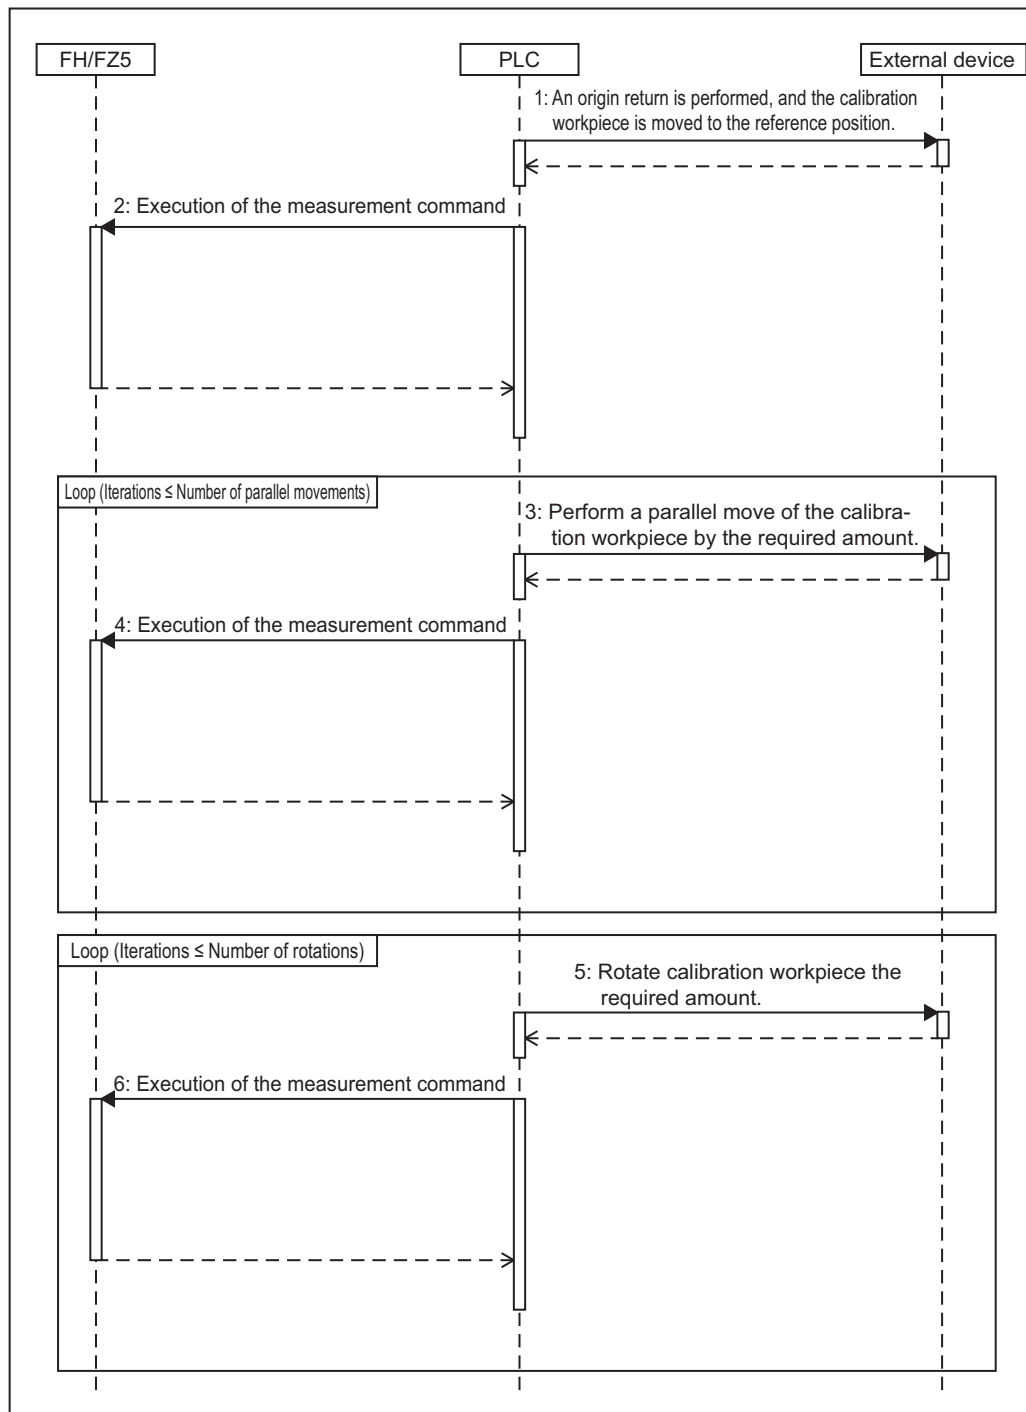 FH/FZ5
PLC
External device
1: An origin return is performed, and the calibration
workpiece is moved to the reference position.
2: Execution of the measurement command
Loop (Iterations ≤ Number of parallel movements)
3: Perform a parallel move of the calibra-
tion workpiece by the required amount.
4: Execution of the measurement command
Loop (Iterations ≤ Number of rotations)
5: Rotate calibration workpiece the
required amount.
6: Execution of the measurement command